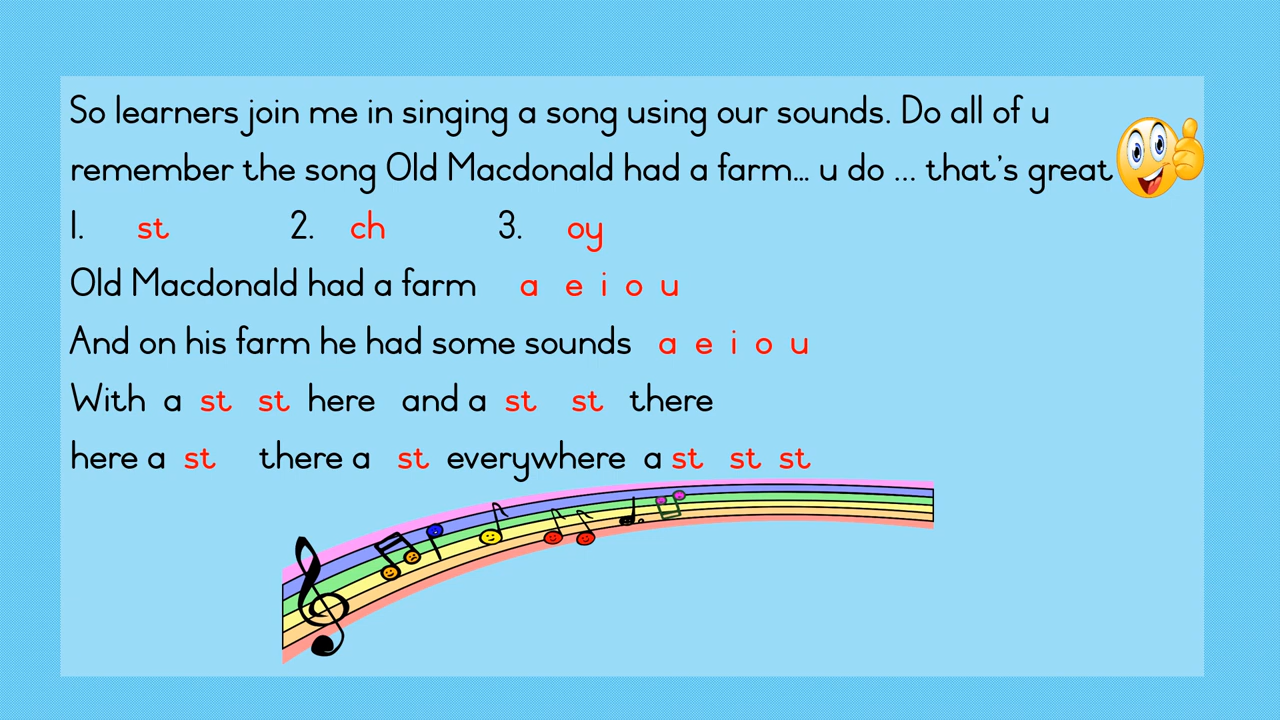 So learners join me in singing a song using our sounds. Do all of u
remember the song Old Macdonald had a farm... u do ... that's great
1. st 2. ch 3. oy
Old Macdonald had a farm a e i o u
And on his farm he had some sounds a e i o u
With a st st here and a st st there
here a st there a st everywhere a st st st